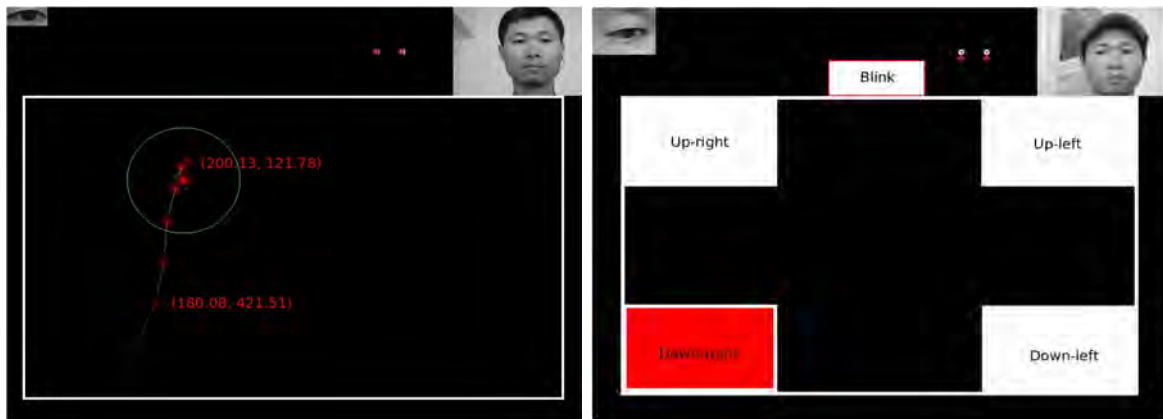 (200.13, 121.78)
(180.08, 421.51)
Blink
Up-right
Up-left
Down-left